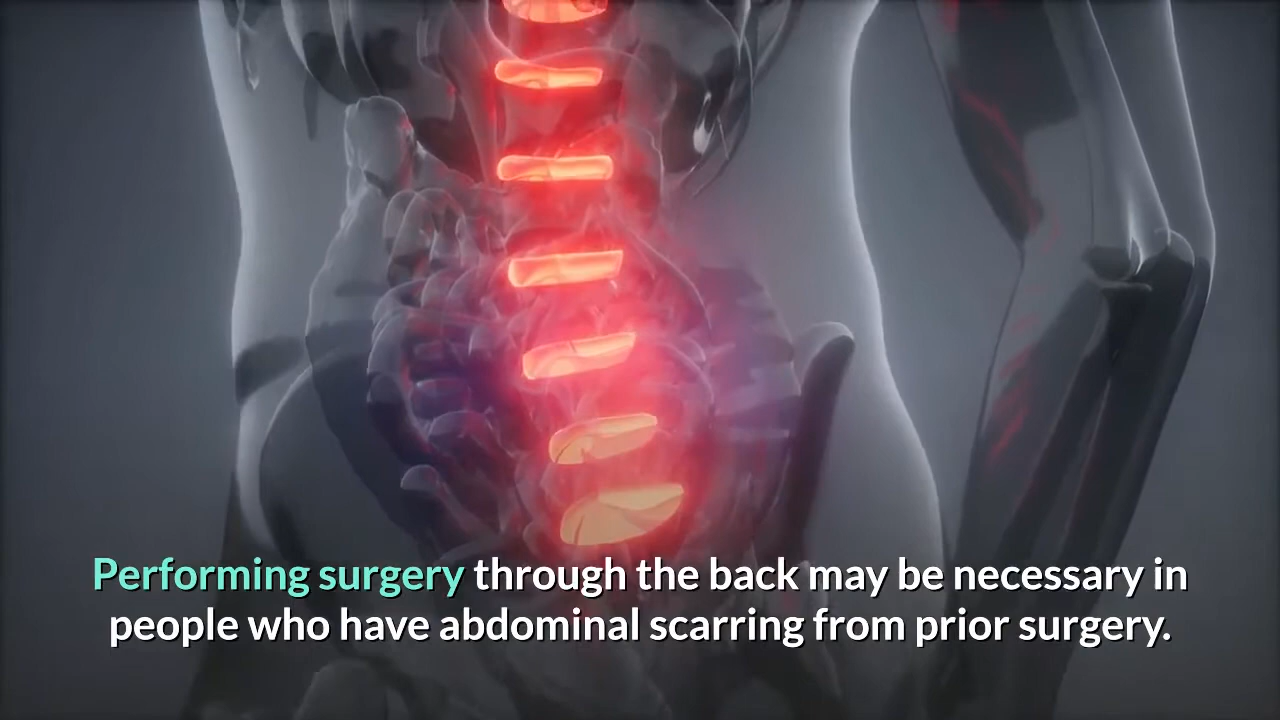 Performing surgery through the back may be necessary in
people who have abdominal scarring from prior surgery.